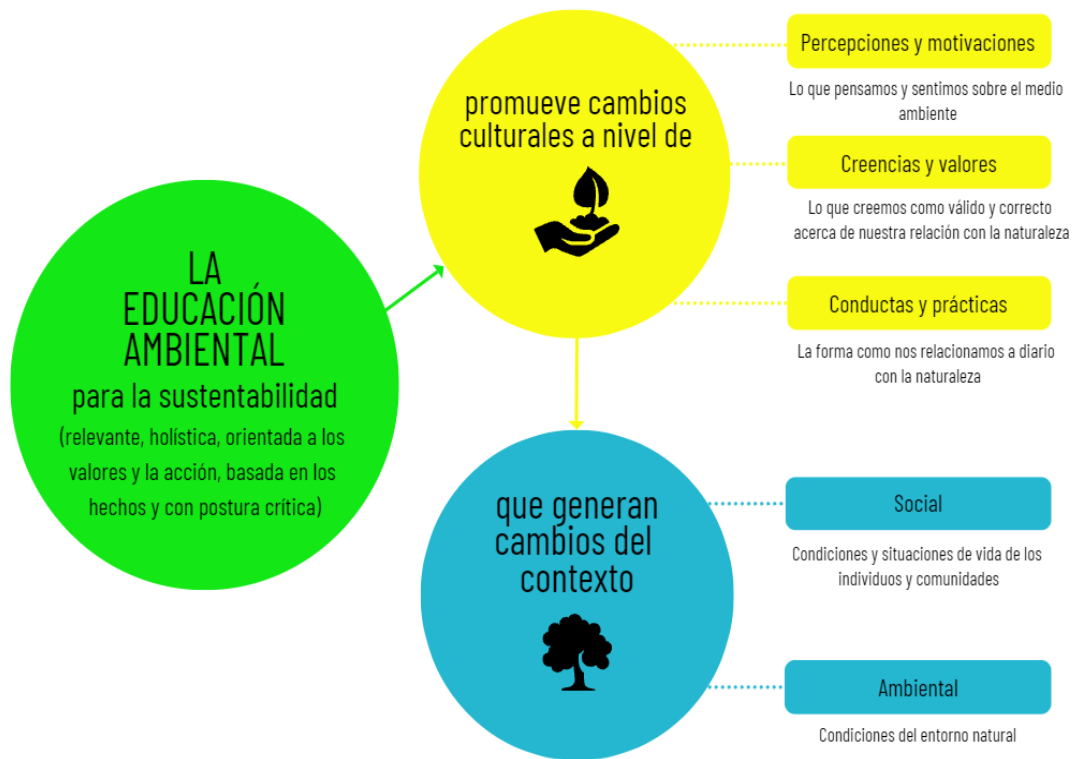 LA
EDUCACIÓN
AMBIENTAL
para la sustentabilidad
(relevante, holística, orientada a los
valores y la acción, basada en los
hechos y con postura crítica)
promueve cambios
culturales a nivel de
Percepciones y motivaciones
Lo que pensamos y sentimos sobre el medio
ambiente
Creencias y valores
Lo que creemos como válido y correcto
acerca de nuestra relación con la naturaleza
Conductas y prácticas
La forma como nos relacionamos a diario
con la naturaleza
que generan
cambios del
contexto
Social
Condiciones y situaciones de vida de los
individuos y comunidades
Ambiental
Condiciones del entorno natural